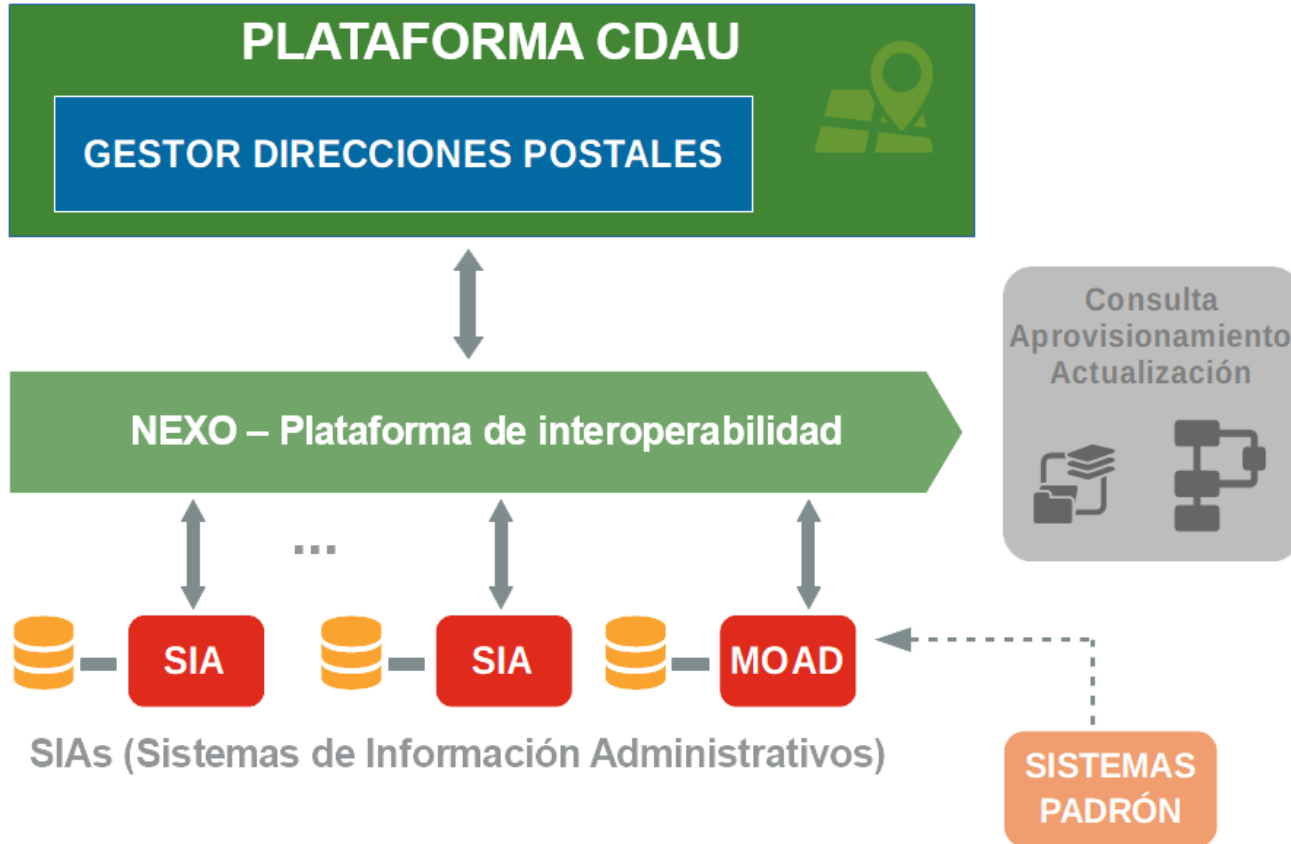 PLATAFORMA CDAU
GESTOR DIRECCIONES POSTALES
Consulta
Aprovisionamiento
Actualización
NEXO – Plataforma de interoperabilidad
...
SIA
SIA
MOAD
SIAs (Sistemas de Información Administrativos)
SISTEMAS
PADRÓN